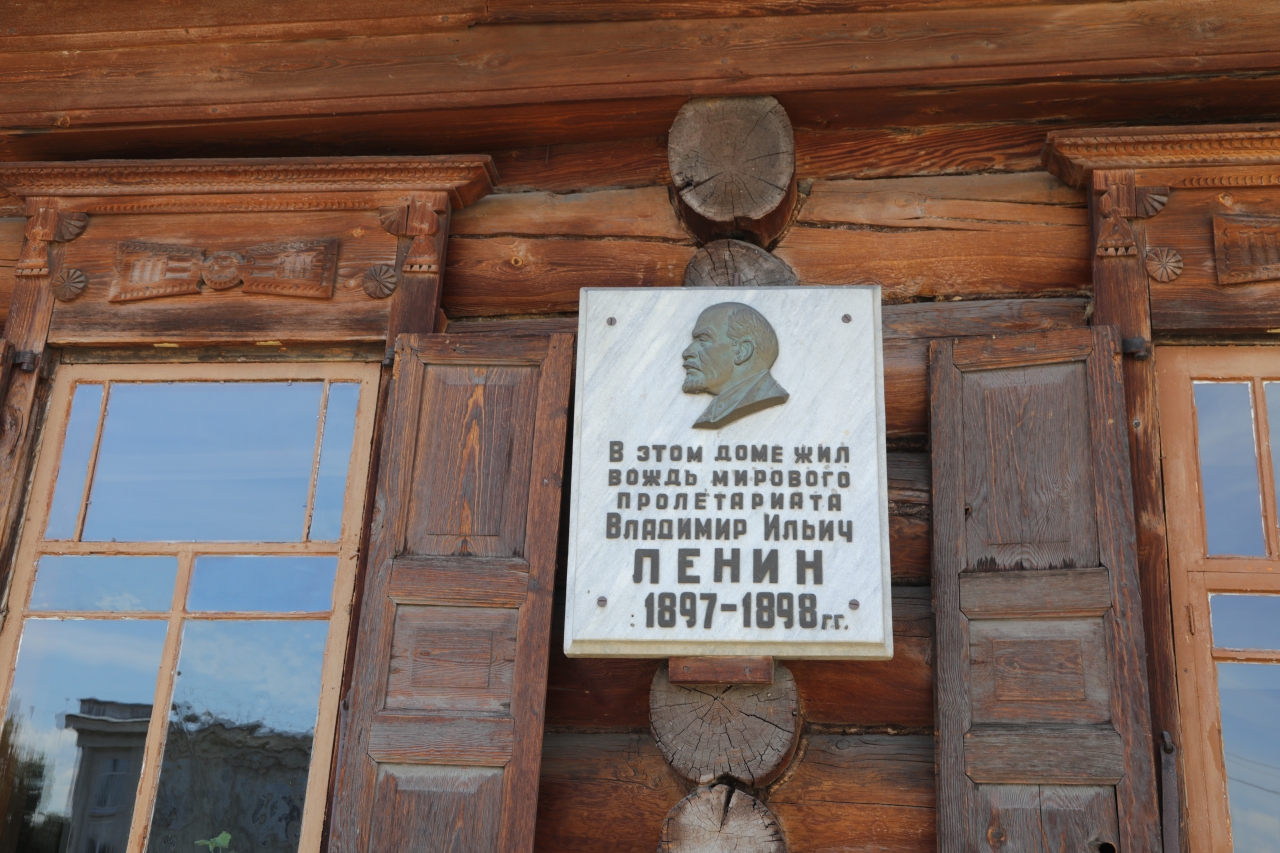 В этом доме жил
вождь мирового
пролетариата
Владимир Ильич
ЛЕНИН
1897-1898 гг.